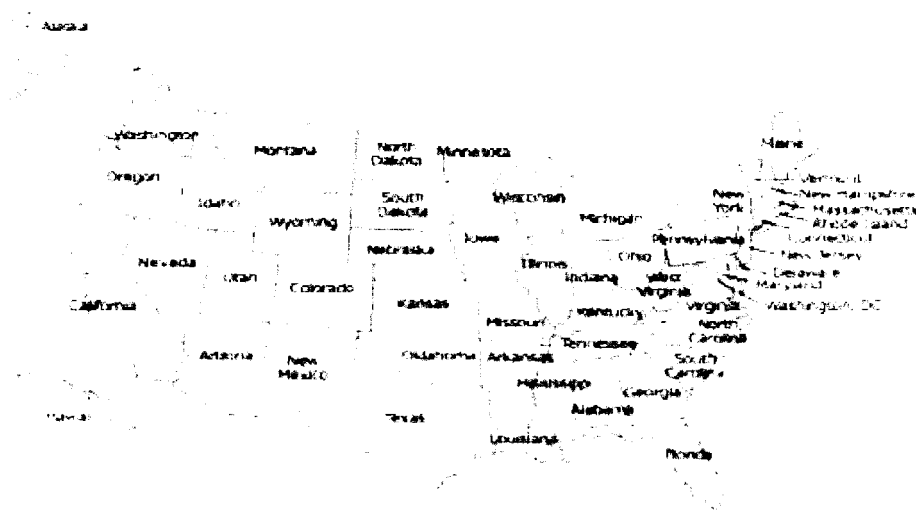 Alaska
Washington
Montana
North
Dakota
Minnesota
Maine
Oregon
Idaho
South
Dakota
Wisconsin
Vermont
New Hampshire
New
York
Massachusetts
Wyoming
Michigan
Rhode Island
Connecticut
Iowa
Pennsylvania
Nebraska
Ohio
New Jersey
Nevada
Utah
Illinois
Indiana
West
Virginia
Delaware
Maryland
Colorado
California
Kansas
Virginia
Washington, DC
Kentucky
Missouri
North
Carolina
Tennessee
Arizona
New
Mexico
Oklahoma
Arkansas
South
Carolina
Mississippi
Georgia
Alabama
Hawaii
Texas
Louisiana
Florida